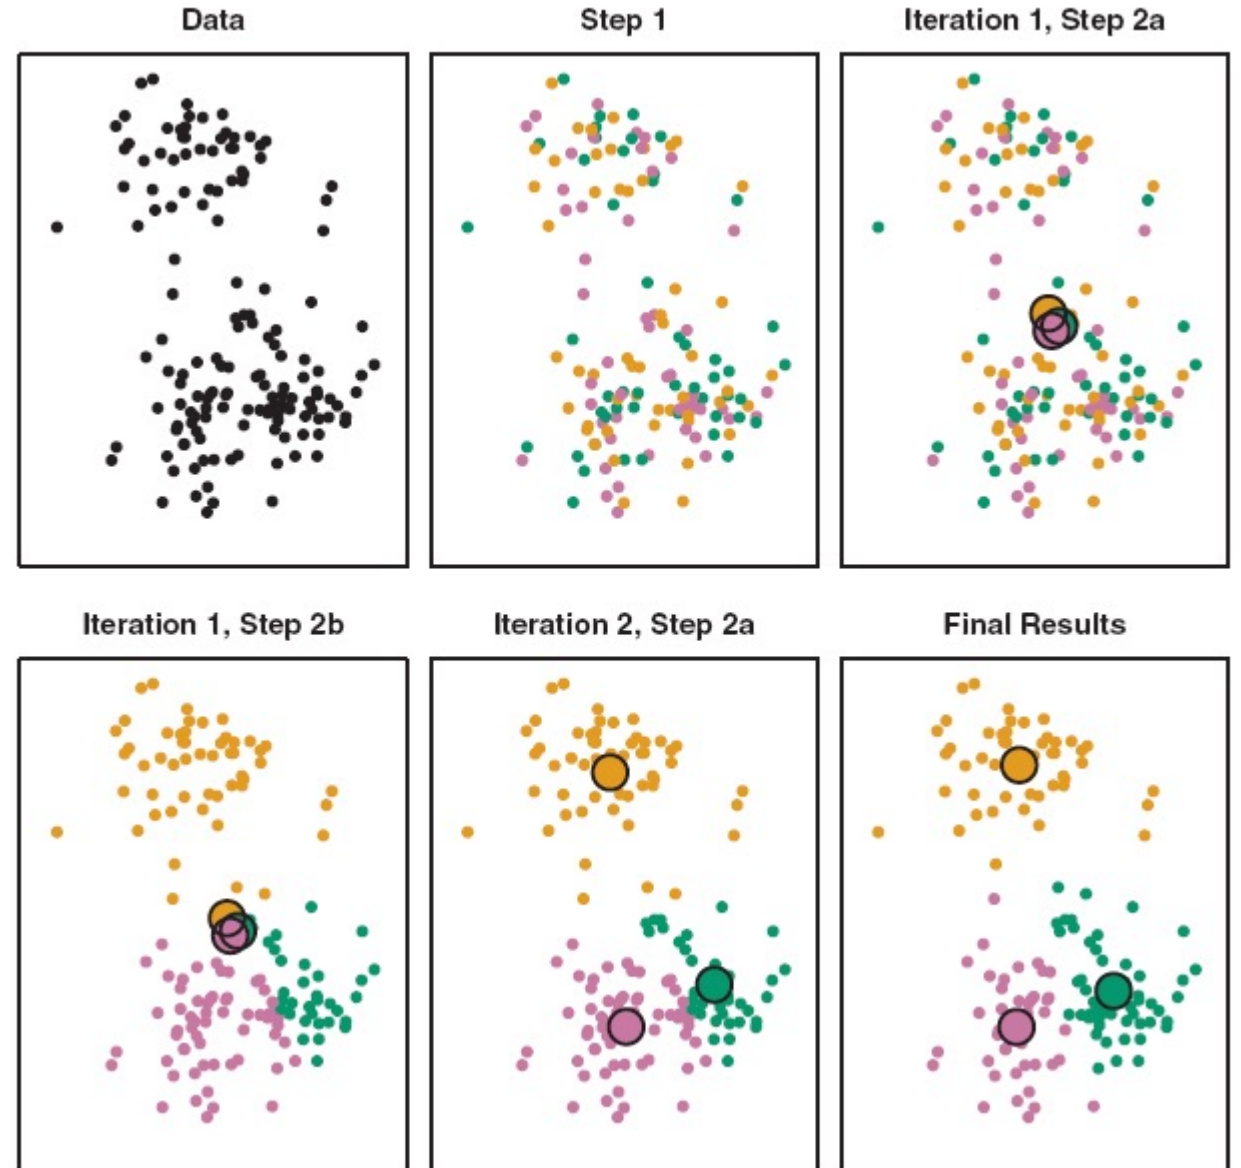 Data
Step 1
Iteration 1, Step 2a
Iteration 1, Step 2b
Iteration 2, Step 2a
Final Results